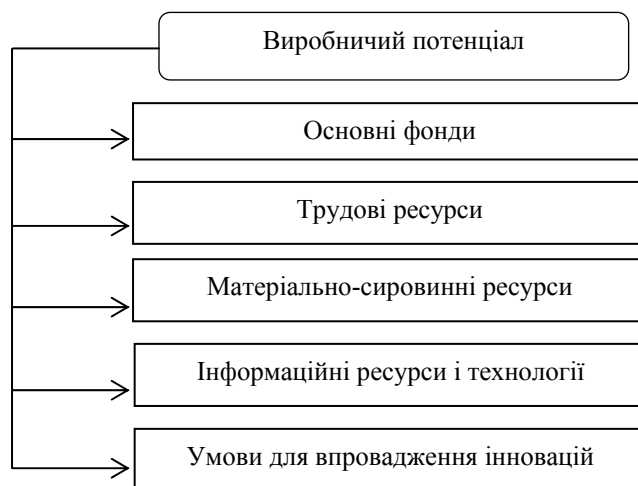 Виробничий потенціал
Основні фонди
Трудові ресурси
Матеріально-сировинні ресурси
Інформаційні ресурси і технології
Умови для впровадження інновацій